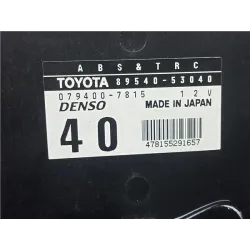 ABS&TRC
TOYOTA 89540-53040
079400-7815 12V
DENSO MADE IN JAPAN
40
478155291657